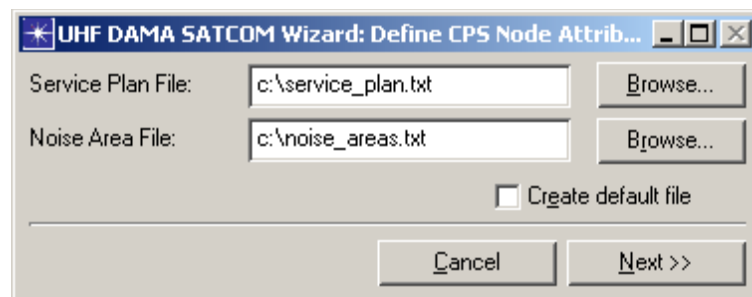 UHF DAMA SATCOM Wizard: Define CPS Node Attrib...
Service Plan File: c:\service_plan.txt Browse...
Noise Area File: c:\noise_areas.txt Browse...
Create default file
Cancel Next >>